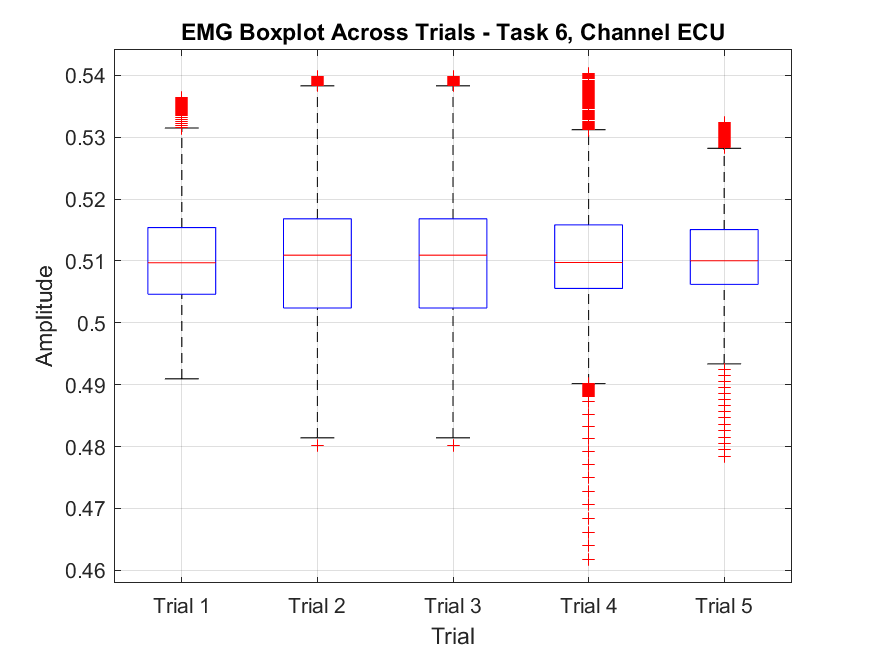 EMG Boxplot Across Trials - Task 6, Channel ECU
0.54
0.53
0.52
0.51
0.5
0.49
0.48
0.47
0.46
Amplitude
Trial 1 Trial 2 Trial 3 Trial 4 Trial 5
Trial